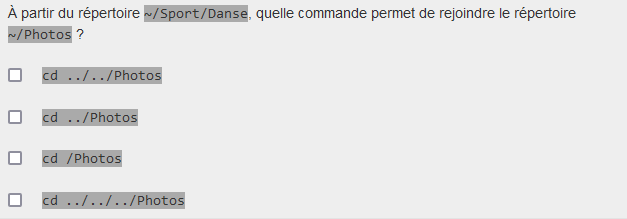 À partir du répertoire ~/Sport/Danse, quelle commande permet de rejoindre le répertoire
~/Photos ?
cd ../../Photos
cd ../Photos
cd /Photos
cd ../../../Photos